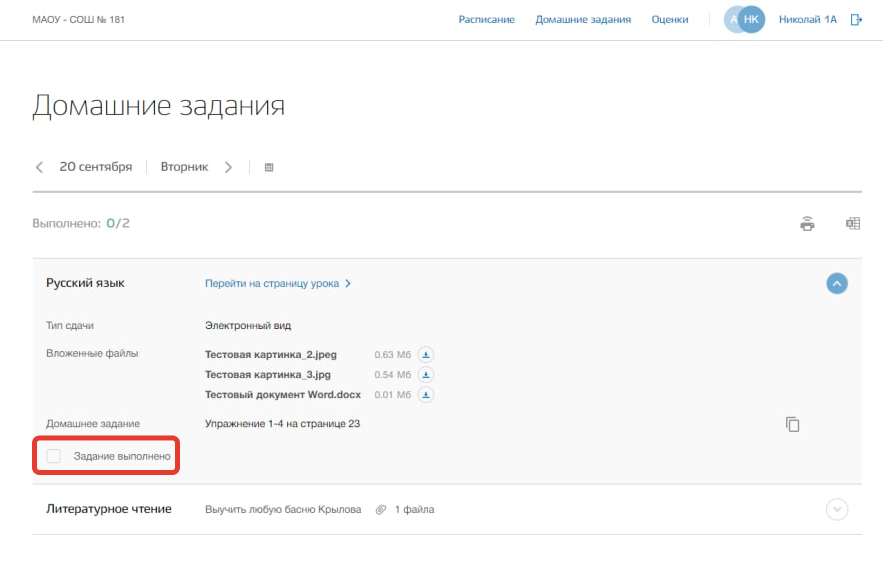 МАОУ - СОШ № 181 Расписание Домашние задания Оценки А НК Николай 1А
Домашние задания
20 сентября Вторник
Выполнено: 0/2
Русский язык Перейти на страницу урока
Тип сдачи Электронный вид
Вложенные файлы Тестовая картинка_2.jpeg 0.63 Мб
Тестовая картинка_3.jpg 0.54 Мб
Тестовый документ Word.docx 0.01 Мб
Домашнее задание Упражнение 1-4 на странице 23
Задание выполнено
Литературное чтение Выучить любую басню Крылова 1 файла